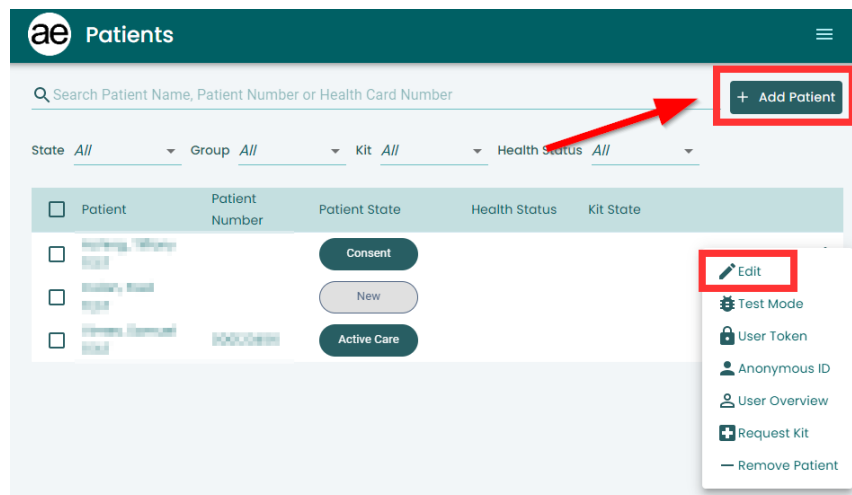 ae Patients
Search Patient Name, Patient Number or Health Card Number
+ Add Patient
State All Group All Kit All Health Status All
Patient Patient Number Patient State Health Status Kit State
Consent
New
Active Care
Edit
Test Mode
User Token
Anonymous ID
User Overview
Request Kit
Remove Patient